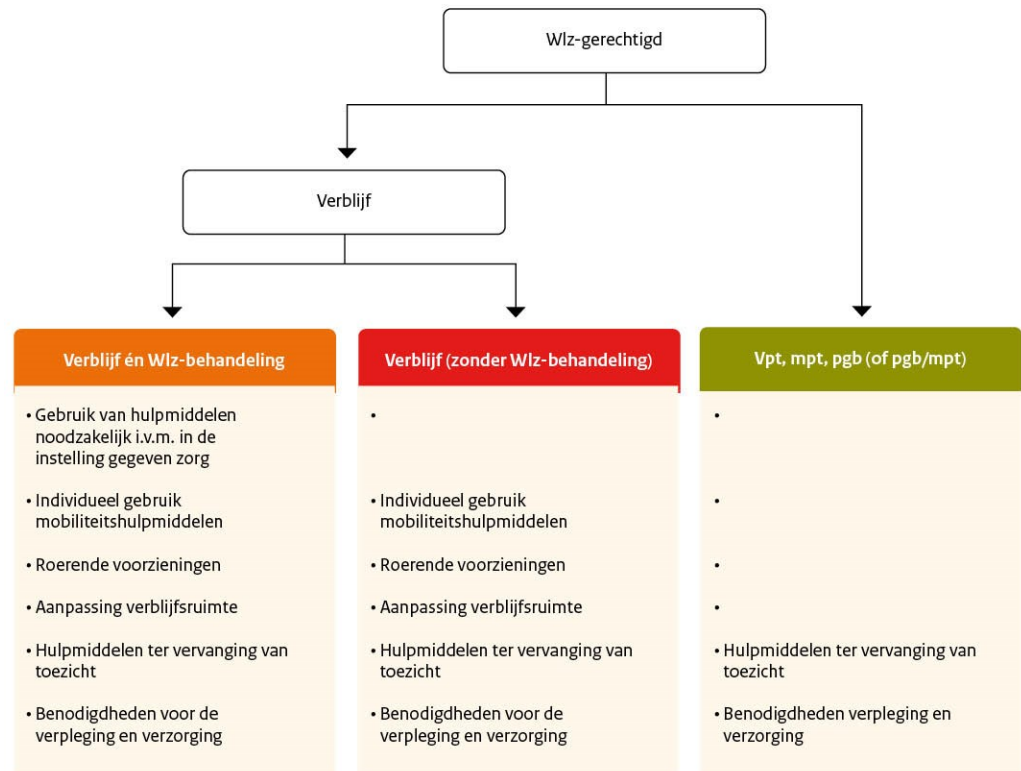 Wlz-gerechtigd
Verblijf
Verblijf én Wlz-behandeling
• Gebruik van hulpmiddelen
noodzakelijk i.v.m. in de
instelling gegeven zorg
• Individueel gebruik
mobiliteitshulpmiddelen
• Roerende voorzieningen
• Aanpassing verblijfsruimte
• Hulpmiddelen ter vervanging van
toezicht
• Benodigdheden voor de
verpleging en verzorging
Verblijf (zonder Wlz-behandeling)
•
• Individueel gebruik
mobiliteitshulpmiddelen
• Roerende voorzieningen
• Aanpassing verblijfsruimte
• Hulpmiddelen ter vervanging van
toezicht
• Benodigdheden voor de
verpleging en verzorging
Vpt, mpt, pgb (of pgb/mpt)
•
•
•
•
• Hulpmiddelen ter vervanging van
toezicht
• Benodigdheden verpleging en
verzorging